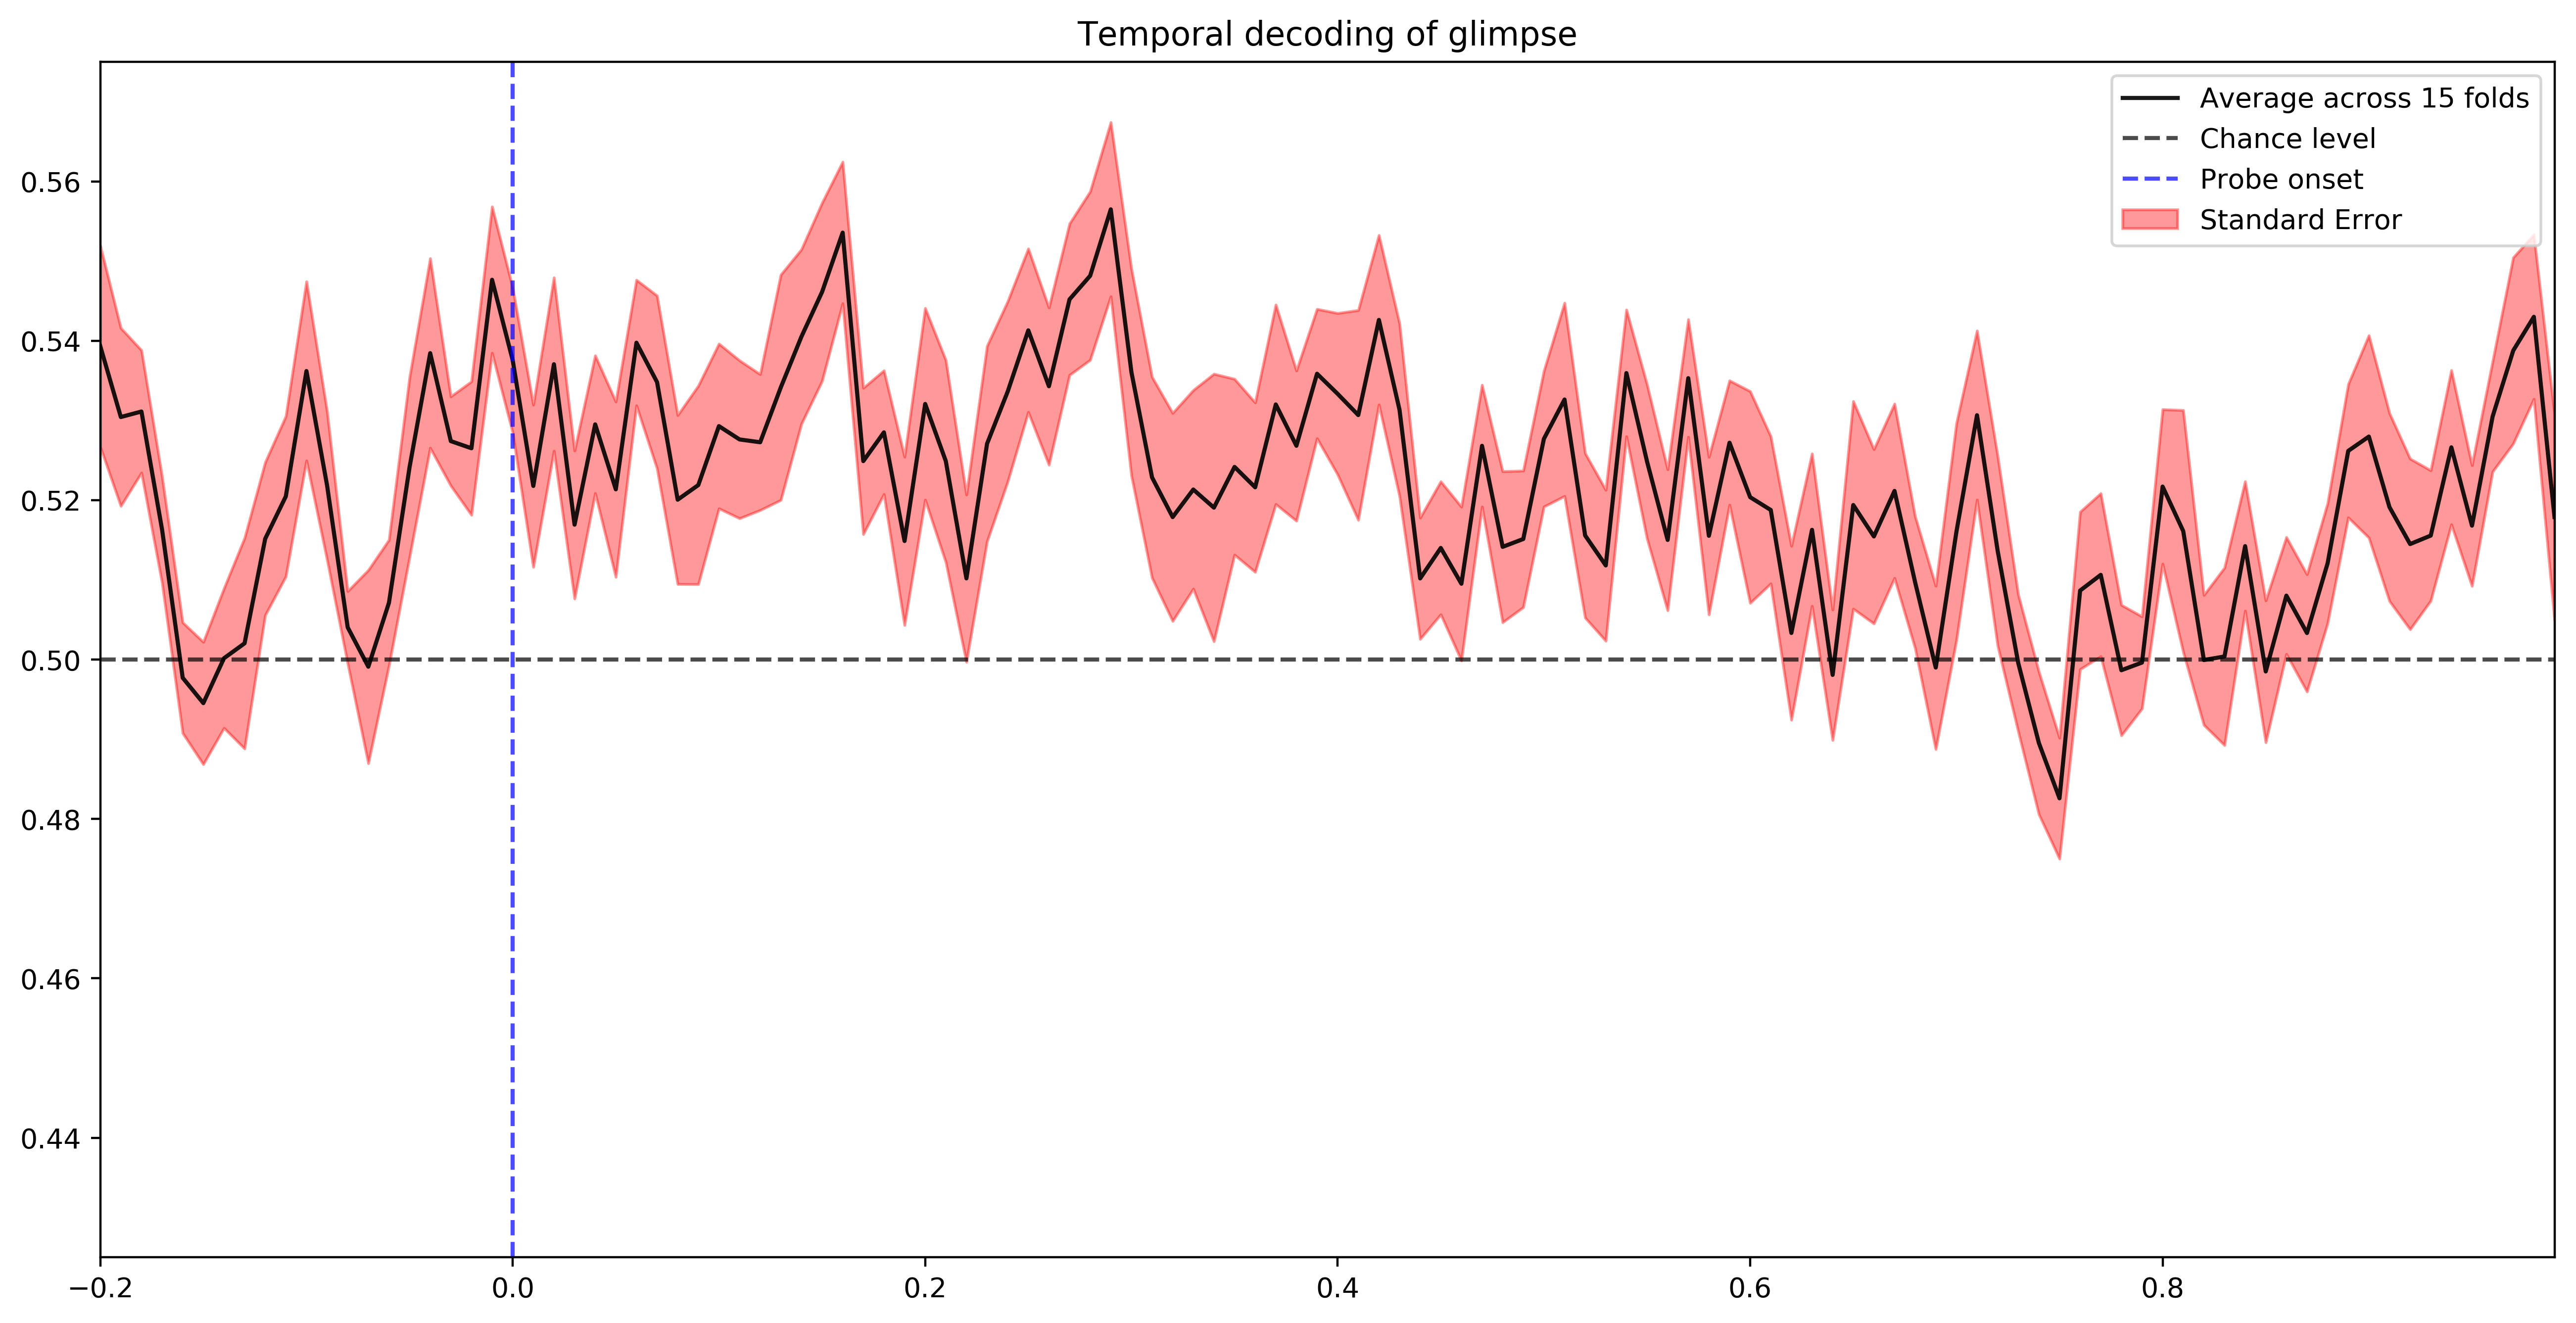 Temporal decoding of glimpse
Average across 15 folds
Chance level
Probe onset
Standard Error
0.56
0.54
0.52
0.50
0.48
0.46
0.44
−0.2
0.0
0.2
0.4
0.6
0.8